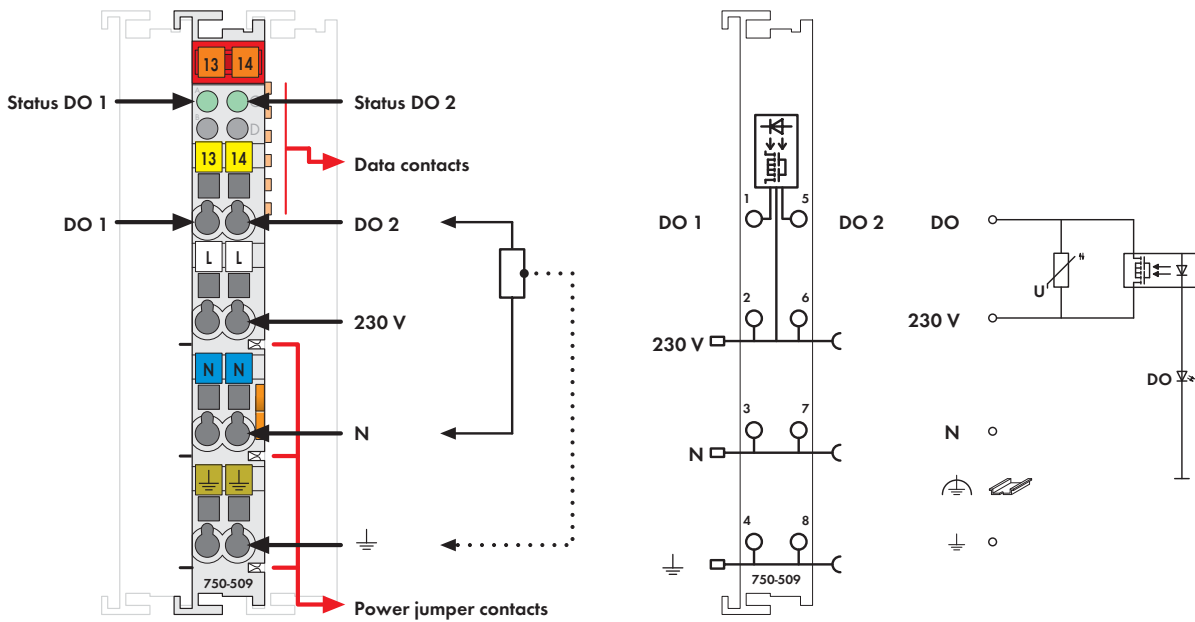 13 14
A C
Status DO 1
Status DO 2
B D
13 14
Data contacts
DO 1
DO 2
L L
230 V
N N
N
750-509
Power jumper contacts
1 5
DO 1
DO 2
2 6
230 V
3 7
N
4 8
750-509
DO
U
230 V
DO
N